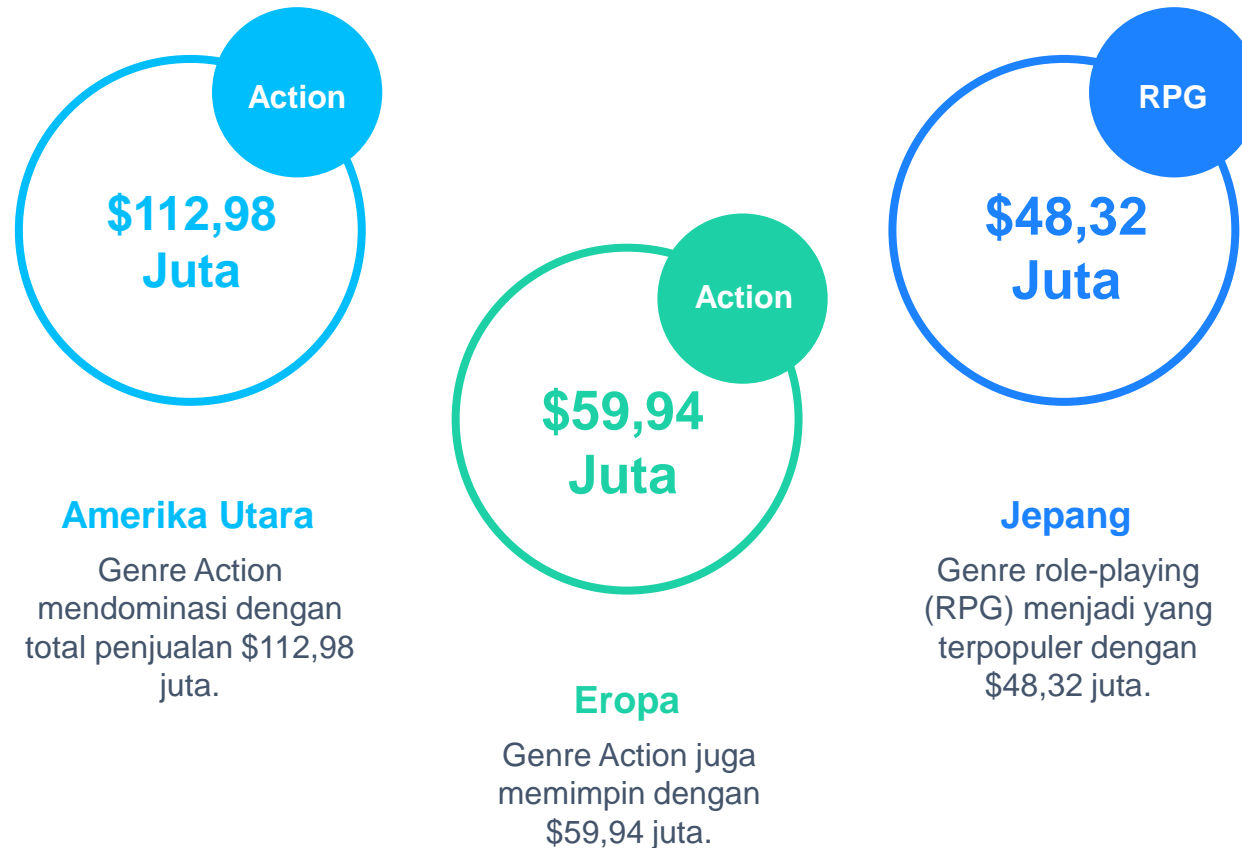 Action
$112,98
Juta
Amerika Utara
Genre Action
mendominasi dengan
total penjualan $112,98
juta.
Action
$59,94
Juta
Eropa
Genre Action juga
memimpin dengan
$59,94 juta.
RPG
$48,32
Juta
Jepang
Genre role-playing
(RPG) menjadi yang
terpopuler dengan
$48,32 juta.